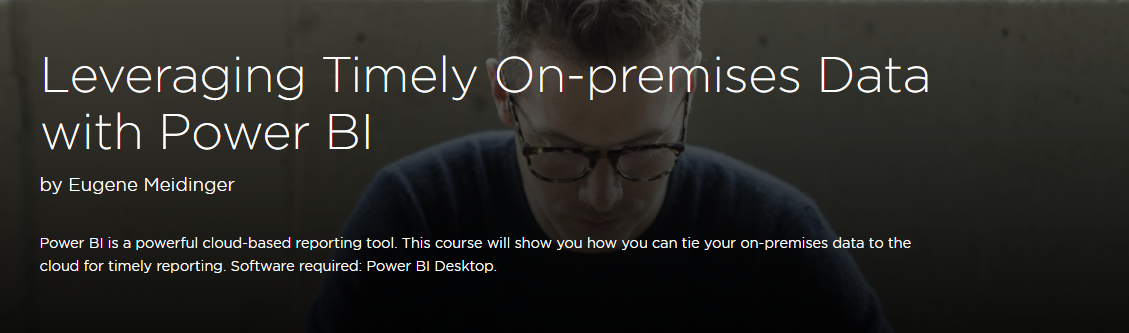 Leveraging Timely On-premises Data
with Power BI
by Eugene Meidinger
Power BI is a powerful cloud-based reporting tool. This course will show you how you can tie your on-premises data to the
cloud for timely reporting. Software required: Power BI Desktop.